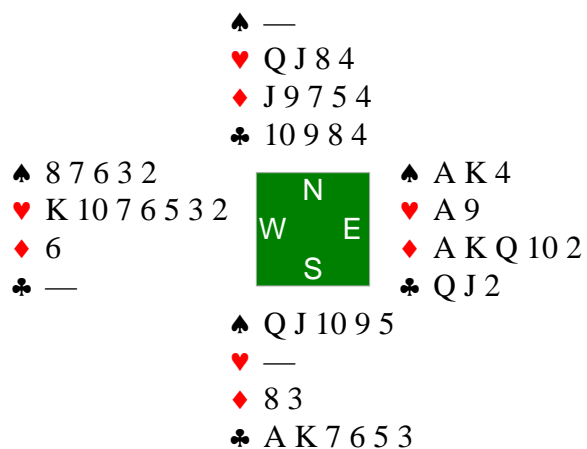 ♠ —
♥ Q J 8 4
♦ J 9 7 5 4
♣ 10 9 8 4
♠ 8 7 6 3 2
♥ K 10 7 6 5 3 2
♦ 6
♣ —
N
W E
S
♠ A K 4
♥ A 9
♦ A K Q 10 2
♣ Q J 2
♠ Q J 10 9 5
♥ —
♦ 8 3
♣ A K 7 6 5 3